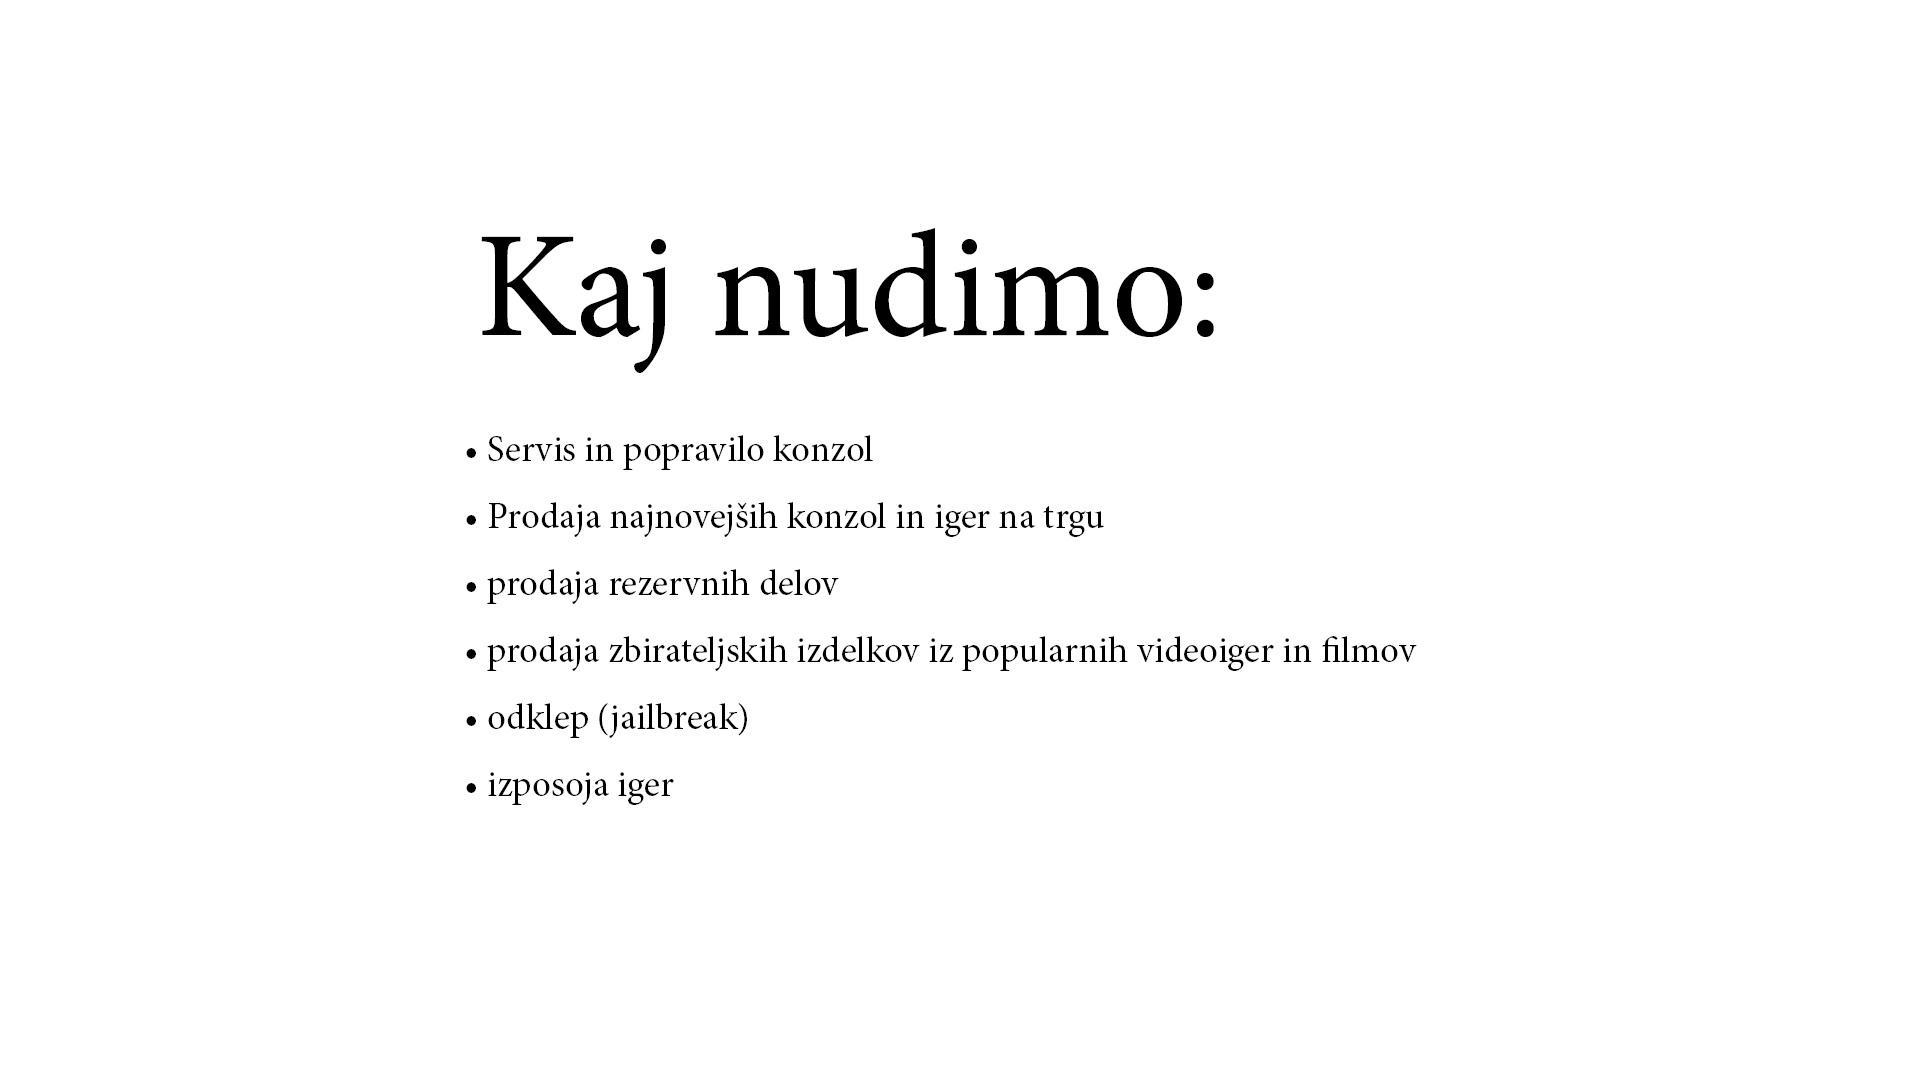 Kaj nudimo:
• Servis in popravilo konzol
• Prodaja najnovejših konzol in iger na trgu
• prodaja rezervnih delov
• prodaja zbirateljskih izdelkov iz popularnih videoiger in filmov
• odklep (jailbreak)
• izposoja iger